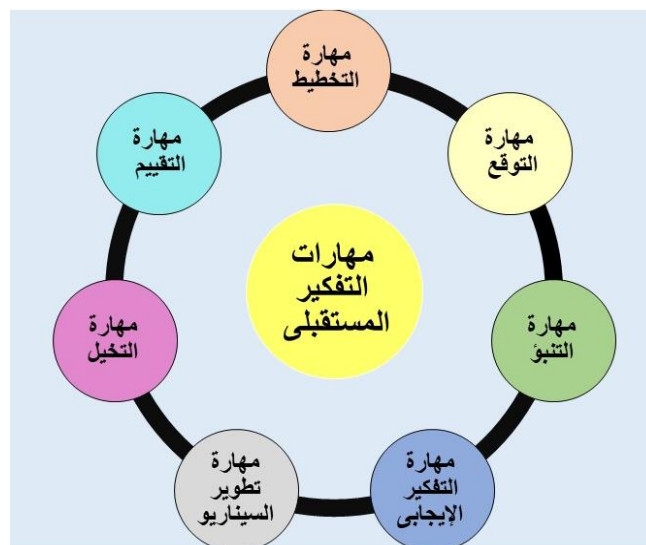 مهارة
التخطيط
مهارة
التوقع
مهارة
التنبؤ
مهارة
التفكير
الإيجابى
مهارة
تطوير
السيناريو
مهارة
التخيل
مهارة
التقييم
مهارات
التفكير
المستقبلى